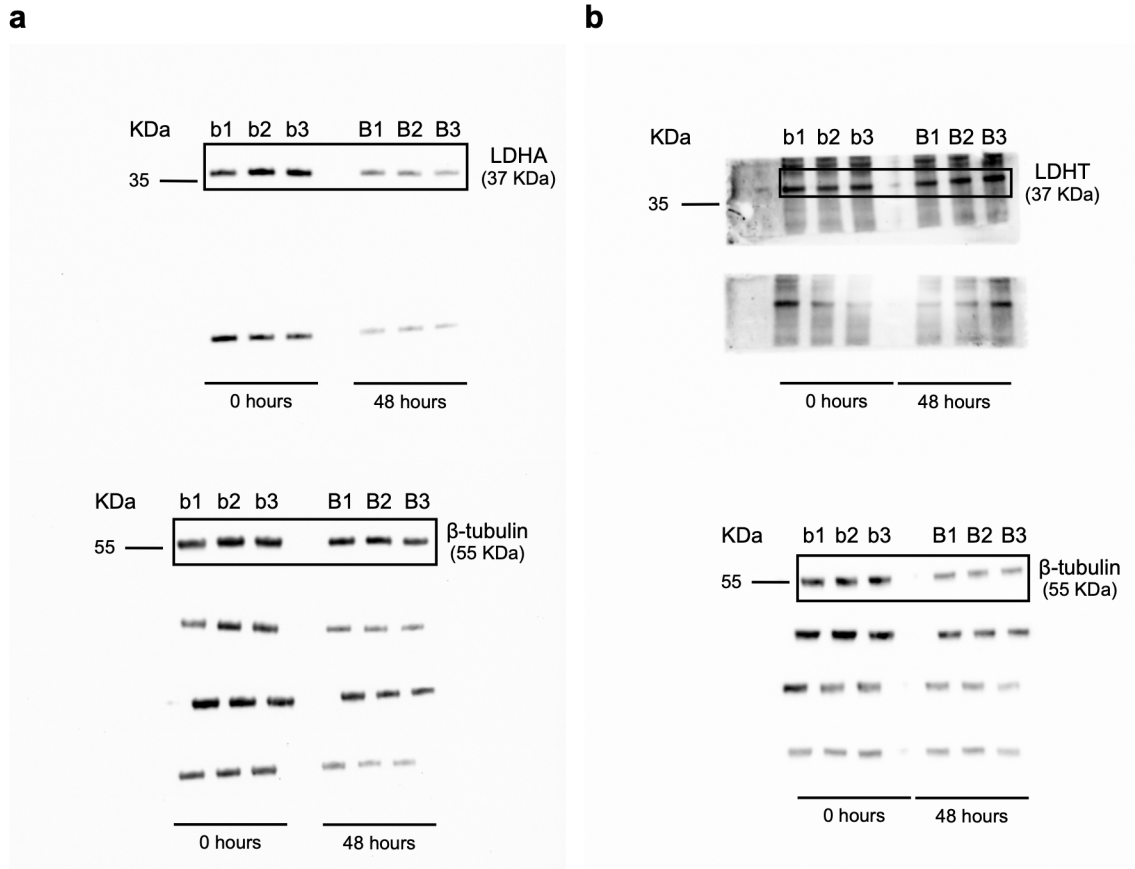 a
KDa b1 b2 b3 B1 B2 B3
LDHA
(37 KDa)
35
0 hours 48 hours
KDa b1 b2 b3 B1 B2 B3
β-tubulin
(55 KDa)
55
0 hours 48 hours
b
KDa b1 b2 b3 B1 B2 B3
LDHT
(37 KDa)
35
0 hours 48 hours
KDa b1 b2 b3 B1 B2 B3
β-tubulin
(55 KDa)
55
0 hours 48 hours